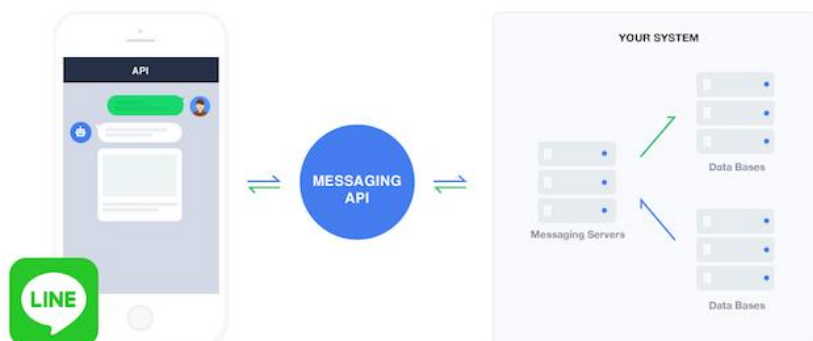 API
LINE
MESSAGING
API
YOUR SYSTEM
Messaging Servers
Data Bases
Data Bases